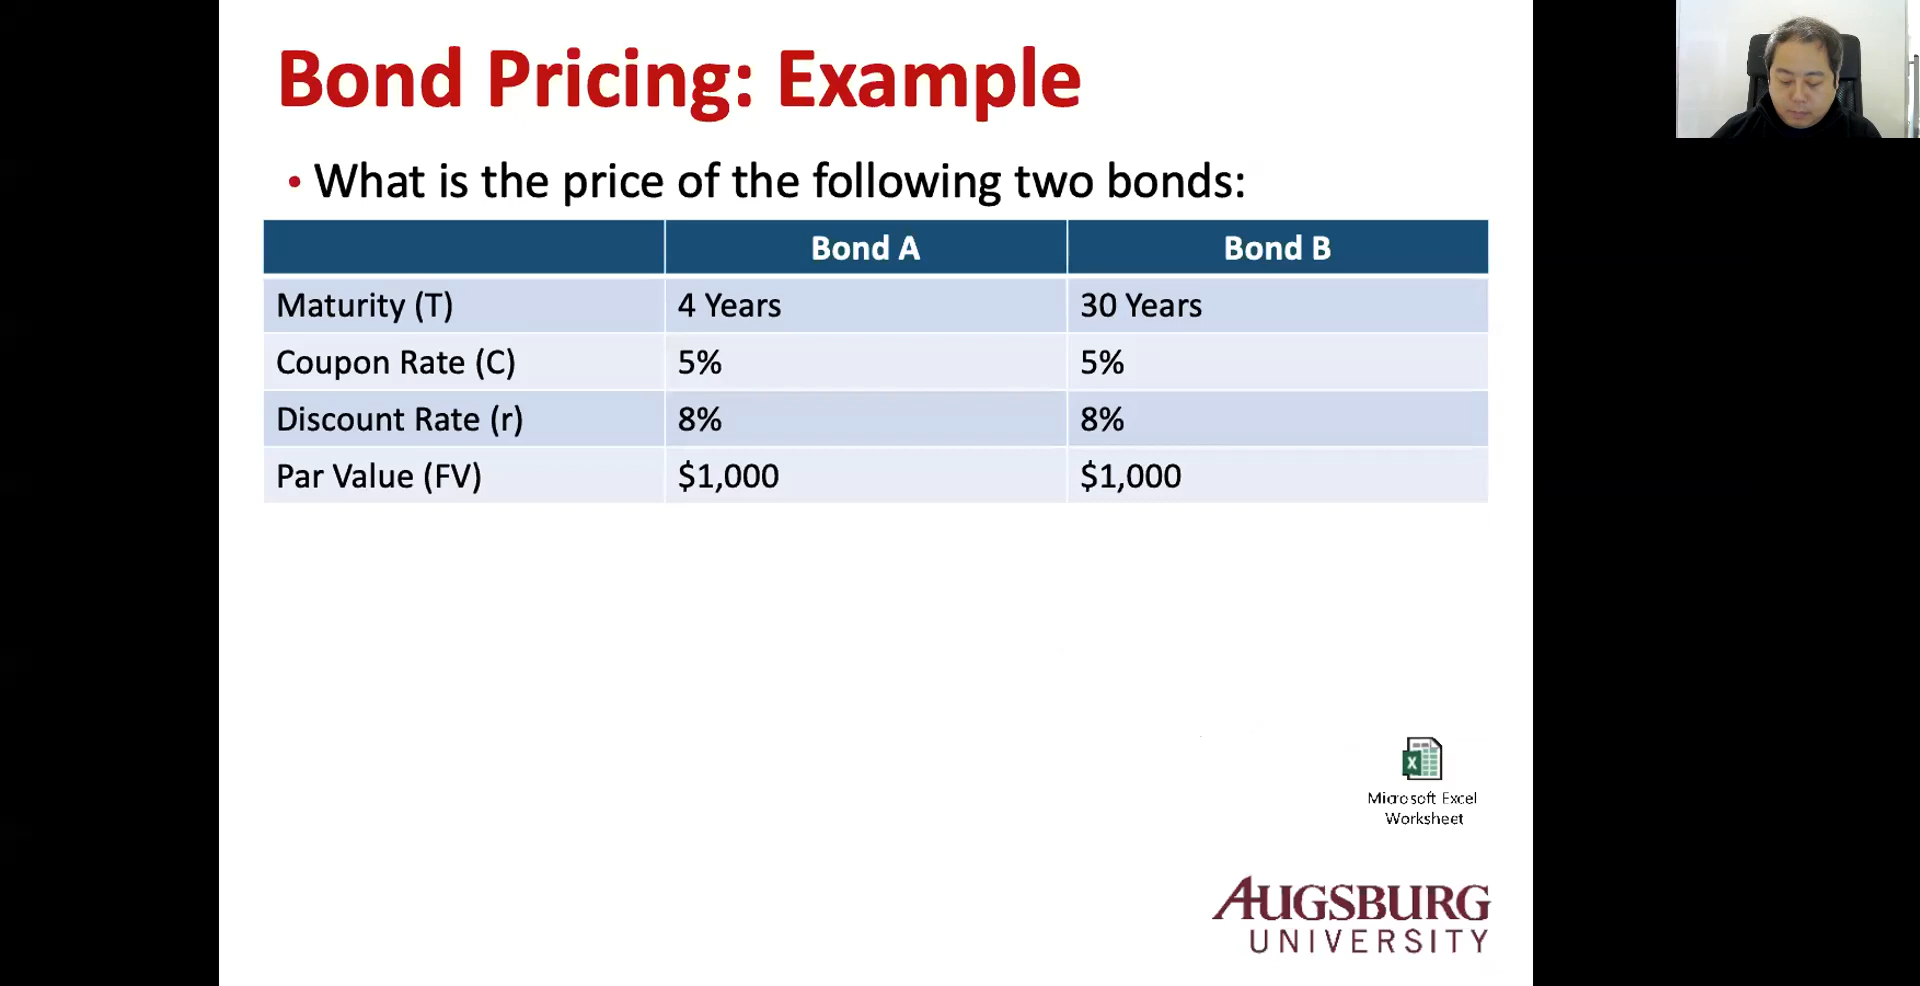 Bond Pricing: Example
• What is the price of the following two bonds:
Bond A Bond B
Maturity (T) 4 Years 30 Years
Coupon Rate (C) 5% 5%
Discount Rate (r) 8% 8%
Par Value (FV) $1,000 $1,000
Microsoft Excel
Worksheet
AUGSBURG
UNIVERSITY